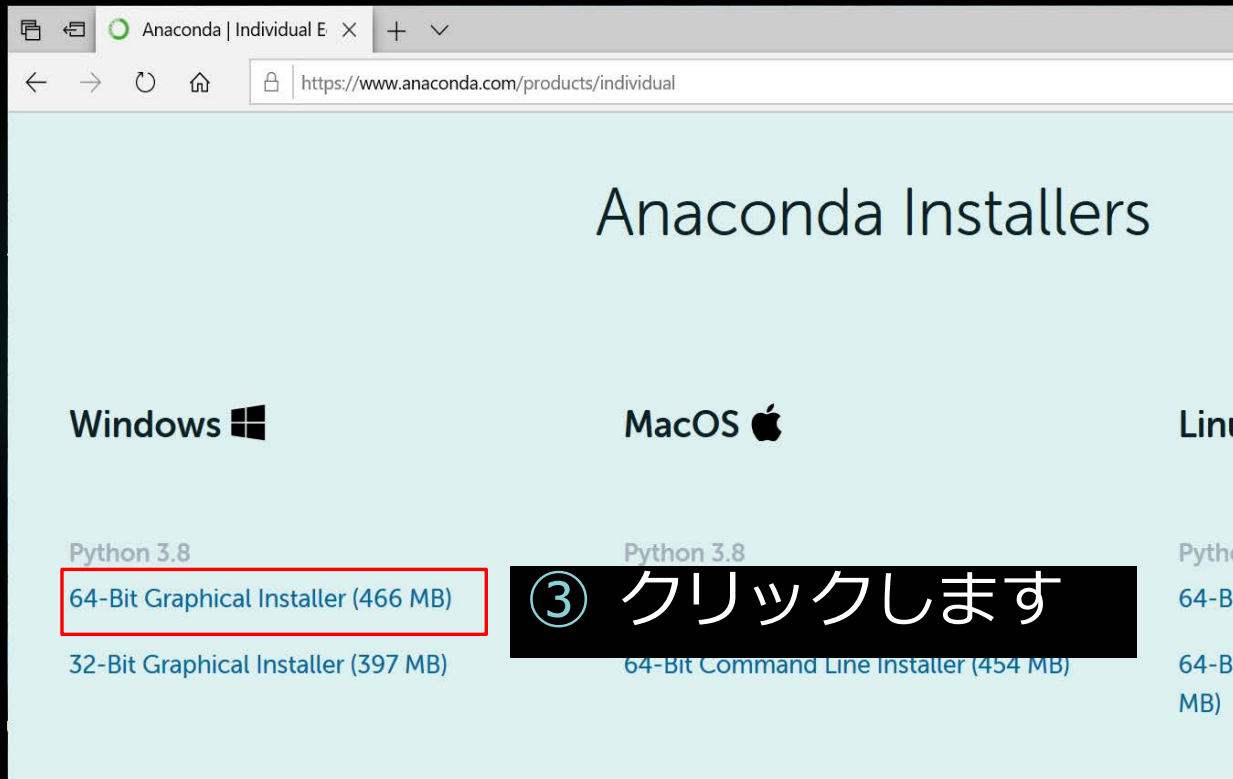 Anaconda | Individual E
https://www.anaconda.com/products/individual
Anaconda Installers
Windows
MacOS
Python 3.8
Python 3.8
64-Bit Graphical Installer (466 MB)
③ クリックします
64-B
32-Bit Graphical Installer (397 MB)
64-Bit Command Line Installer (454 MB)
64-B
MB)